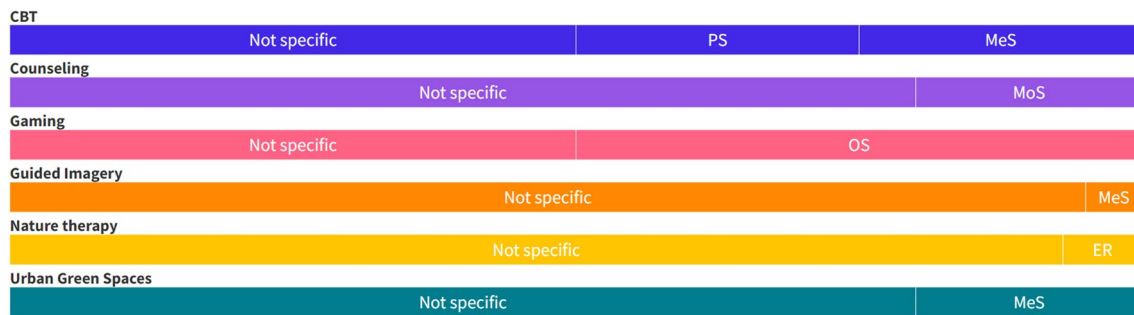 CBT
Not specific PS MeS
Counseling
Not specific MoS
Gaming
Not specific OS
Guided Imagery
Not specific MeS
Nature therapy
Not specific ER
Urban Green Spaces
Not specific MeS